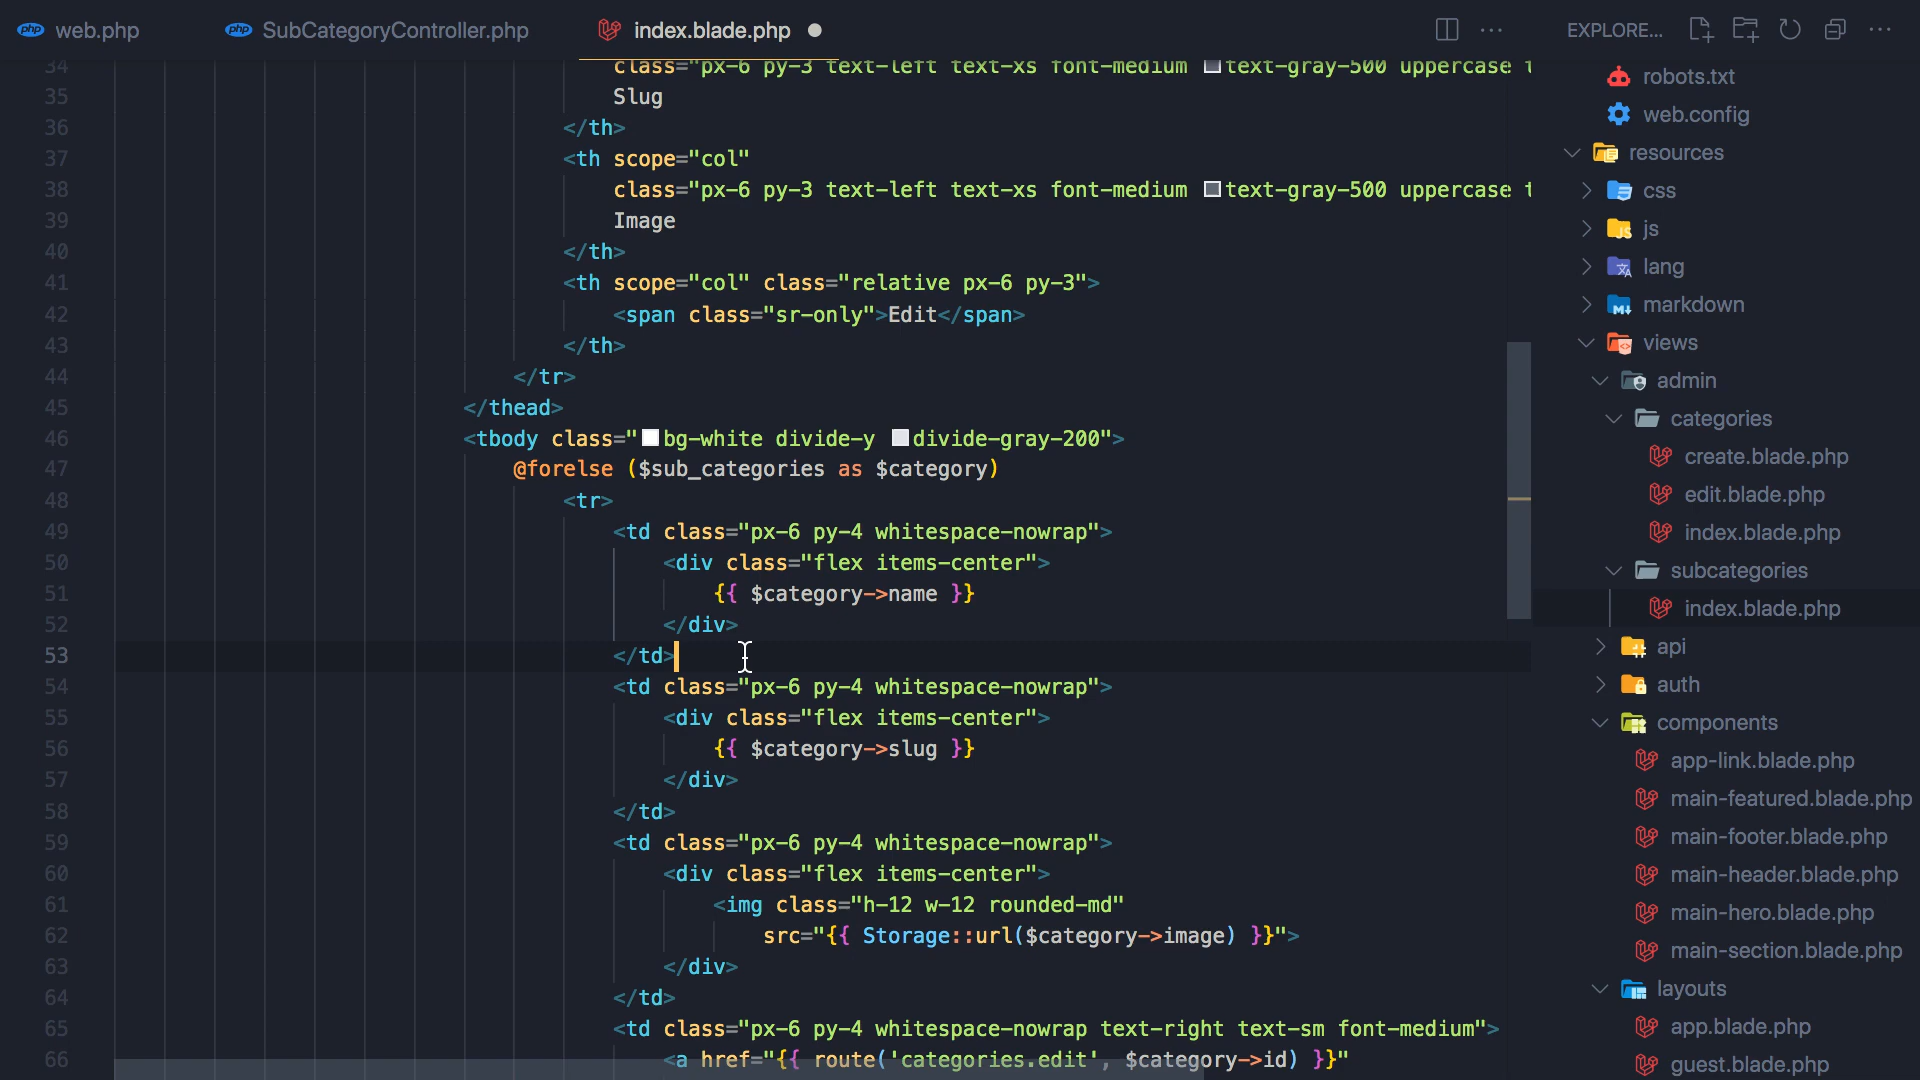 php web.php
php SubCategoryController.php
index.blade.php
EXPLORE...
34 class="px-6 py-3 text-left text-xs font-medium text-gray-500 uppercase t
35 Slug
36 </th>
37 <th scope="col"
38 class="px-6 py-3 text-left text-xs font-medium text-gray-500 uppercase t
39 Image
40 </th>
41 <th scope="col" class="relative px-6 py-3">
42 <span class="sr-only">Edit</span>
43 </th>
44 </tr>
45 </thead>
46 <tbody class="bg-white divide-y divide-gray-200">
47 @forelse ($sub_categories as $category)
48 <tr>
49 <td class="px-6 py-4 whitespace-nowrap">
50 <div class="flex items-center">
51 {{ $category->name }}
52 </div>
53 </td>
54 <td class="px-6 py-4 whitespace-nowrap">
55 <div class="flex items-center">
56 {{ $category->slug }}
57 </div>
58 </td>
59 <td class="px-6 py-4 whitespace-nowrap">
60 <div class="flex items-center">
61 <img class="h-12 w-12 rounded-md"
62 src="{{ Storage::url($category->image) }}">
63 </div>
64 </td>
65 <td class="px-6 py-4 whitespace-nowrap text-right text-sm font-medium">
66 <a href="{{ route('categories.edit', $category->id) }}"
robots.txt
web.config
resources
css
js
lang
markdown
views
admin
categories
create.blade.php
edit.blade.php
index.blade.php
subcategories
index.blade.php
api
auth
components
app-link.blade.php
main-featured.blade.php
main-footer.blade.php
main-header.blade.php
main-hero.blade.php
main-section.blade.php
layouts
app.blade.php
guest.blade.php